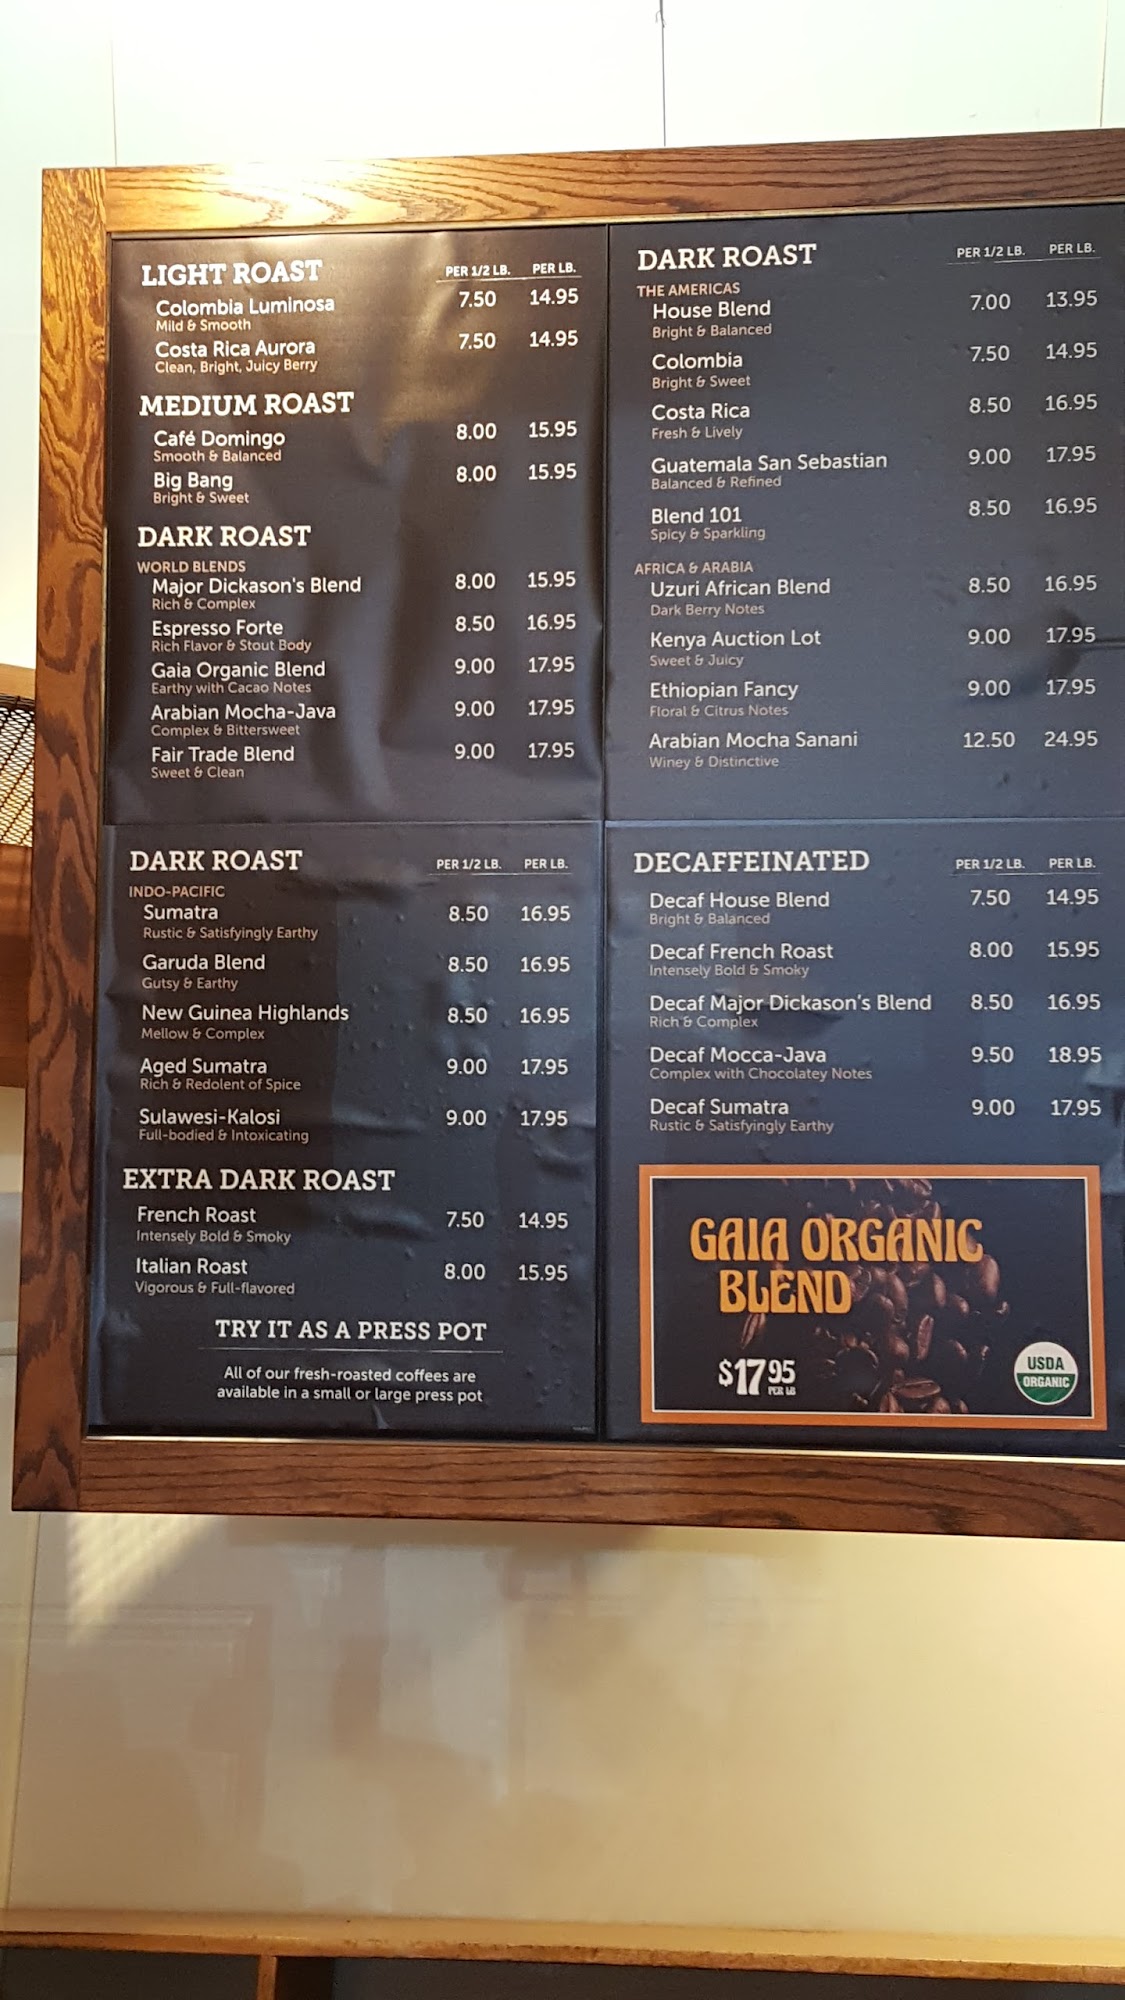 LIGHT ROAST PER 1/2 LB. PER LB.
Colombia Luminosa 7.50 14.95
Mild & Smooth
Costa Rica Aurora 7.50 14.95
Clean, Bright, Juicy Berry
MEDIUM ROAST
Café Domingo 8.00 15.95
Smooth & Balanced
Big Bang 8.00 15.95
Bright & Sweet
DARK ROAST
WORLD BLENDS
Major Dickason's Blend 8.00 15.95
Rich & Complex
Espresso Forte 8.50 16.95
Rich Flavor & Stout Body
Gaia Organic Blend 9.00 17.95
Earthy with Cacao Notes
Arabian Mocha-Java 9.00 17.95
Complex & Bittersweet
Fair Trade Blend 9.00 17.95
Sweet & Clean
DARK ROAST PER 1/2 LB. PER LB.
THE AMERICAS
House Blend 7.00 13.95
Bright & Balanced
Colombia 7.50 14.95
Bright & Sweet
Costa Rica 8.50 16.95
Fresh & Lively
Guatemala San Sebastian 9.00 17.95
Balanced & Refined
Blend 101 8.50 16.95
Spicy & Sparkling
AFRICA & ARABIA
Uzuri African Blend 8.50 16.95
Dark Berry Notes
Kenya Auction Lot 9.00 17.95
Sweet & Juicy
Ethiopian Fancy 9.00 17.95
Floral & Citrus Notes
Arabian Mocha Sanani 12.50 24.95
Winey & Distinctive
DARK ROAST PER 1/2 LB. PER LB.
INDO-PACIFIC
Sumatra 8.50 16.95
Rustic & Satisfyingly Earthy
Garuda Blend 8.50 16.95
Gutsy & Earthy
New Guinea Highlands 8.50 16.95
Mellow & Complex
Aged Sumatra 9.00 17.95
Rich & Redolent of Spice
Sulawesi-Kalosi 9.00 17.95
Full-bodied & Intoxicating
EXTRA DARK ROAST
French Roast 7.50 14.95
Intensely Bold & Smoky
Italian Roast 8.00 15.95
Vigorous & Full-flavored
TRY IT AS A PRESS POT
All of our fresh-roasted coffees are
available in a small or large press pot
DECAFFEINATED PER 1/2 LB. PER LB.
Decaf House Blend 7.50 14.95
Bright & Balanced
Decaf French Roast 8.00 15.95
Intensely Bold & Smoky
Decaf Major Dickason's Blend 8.50 16.95
Rich & Complex
Decaf Mocca-Java 9.50 18.95
Complex with Chocolatey Notes
Decaf Sumatra 9.00 17.95
Rustic & Satisfyingly Earthy
GAIA ORGANIC
BLEND
$17 95
PER LB
USDA
ORGANIC